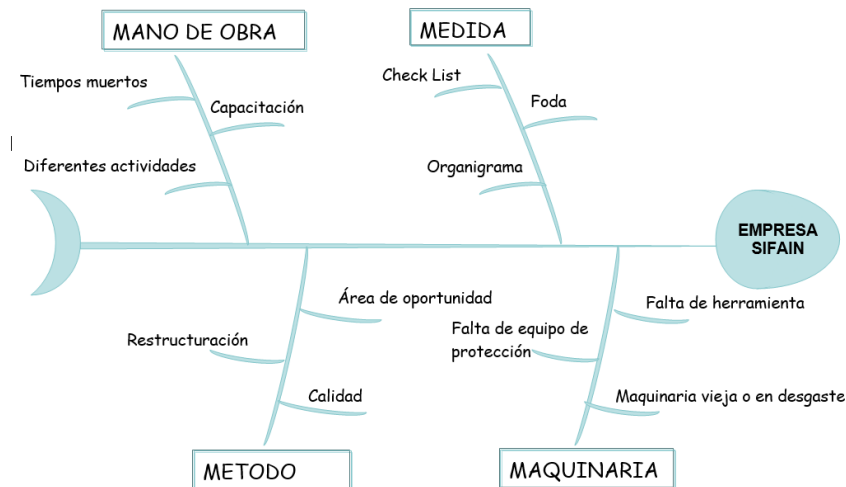 MANO DE OBRA
MEDIDA
Tiempos muertos
Capacitación
Diferentes actividades
Check List
Foda
Organigrama
EMPRESA
SIFAIN
Área de oportunidad
Restructuración
Calidad
Falta de herramienta
Falta de equipo de
protección
Maquinaria vieja o en desgaste
METODO
MAQUINARIA